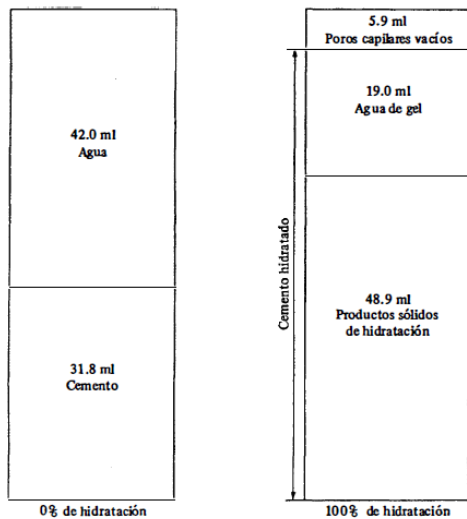 42.0 ml
Agua
31.8 ml
Cemento
0% de hidratación
5.9 ml
Poros capilares vacíos
19.0 ml
Agua de gel
Cemento hidratado
48.9 ml
Productos sólidos
de hidratación
100% de hidratación